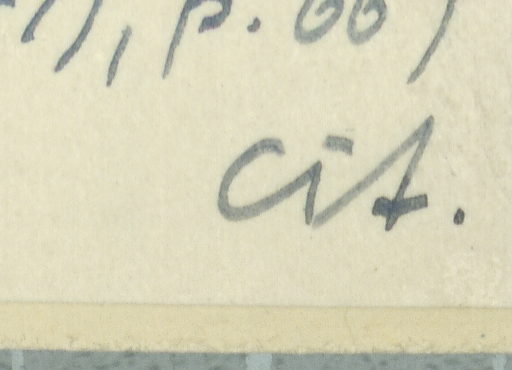 , p. 66)
cit.